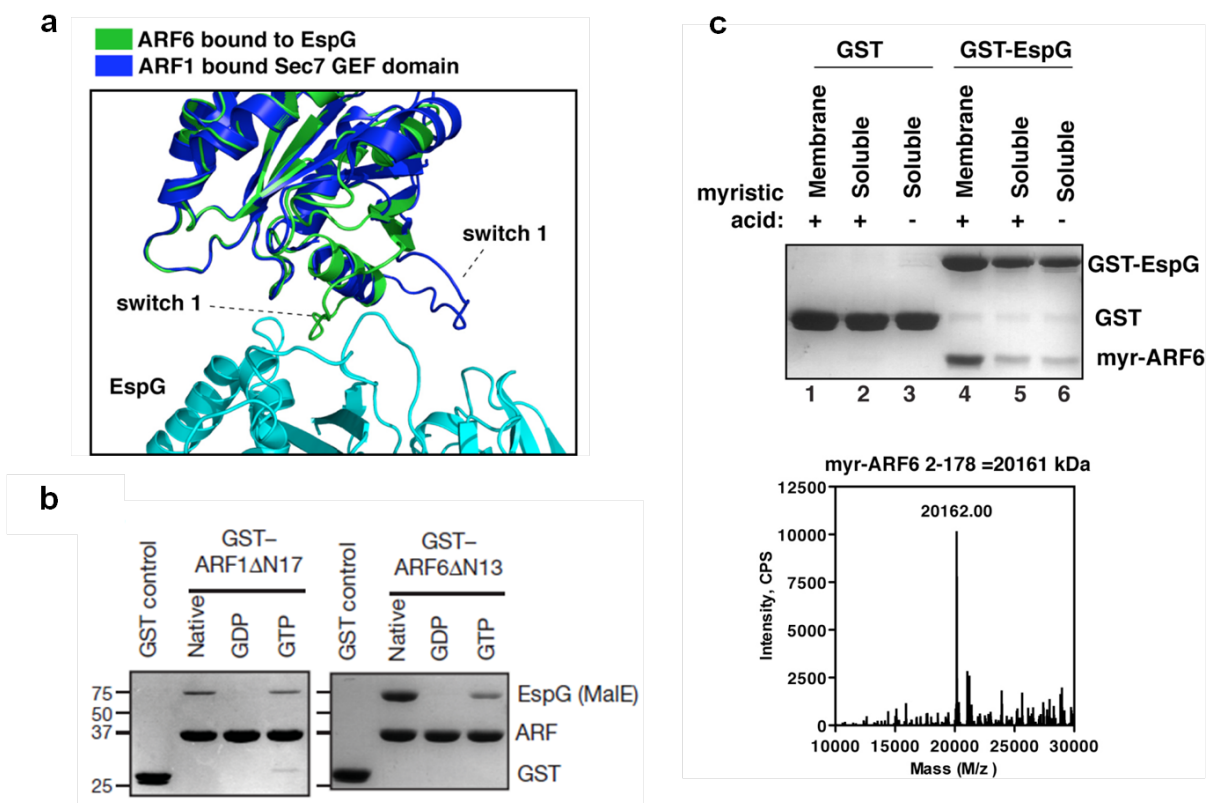 a
ARF6 bound to EspG
ARF1 bound Sec7 GEF domain
switch 1
switch 1
EspG
b
GST control
GST–
ARF1ΔN17
Native
GDP
GTP
GST control
GST–
ARF6ΔN13
Native
GDP
GTP
75
50
37
25
EspG (MalE)
ARF
GST
c
GST
GST-EspG
Membrane
Soluble
Soluble
Membrane
Soluble
Soluble
myristic
acid: + + - + + -
GST-EspG
GST
myr-ARF6
1 2 3 4 5 6
myr-ARF6 2-178 =20161 kDa
20162.00
Intensity, CPS
12500
10000
7500
5000
2500
0
10000 15000 20000 25000 30000
Mass (M/z )